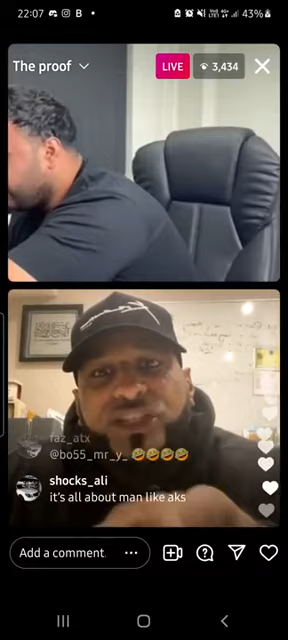 22:07
43%
The proof
LIVE
3,434
faz_atx
@bo55_mr_y_ 🤣🤣🤣🤣
shocks_ali
it's all about man like aks
Add a comment